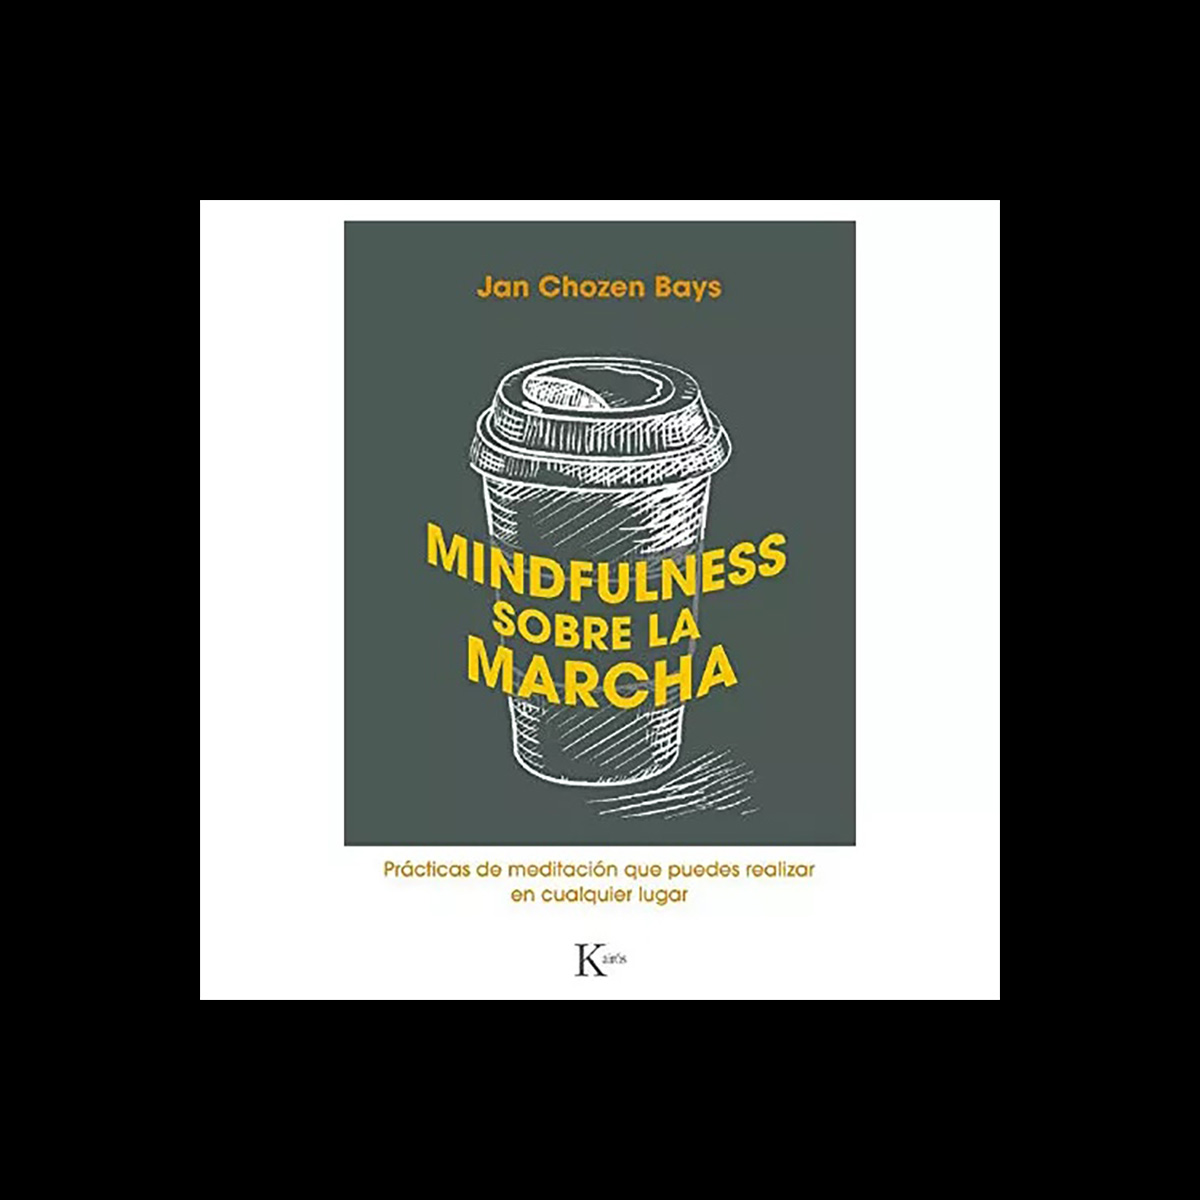 Jan Chozen Bays
MINDFULNESS
SOBRE LA
MARCHA
Prácticas de meditación que puedes realizar
en cualquier lugar
Kairós